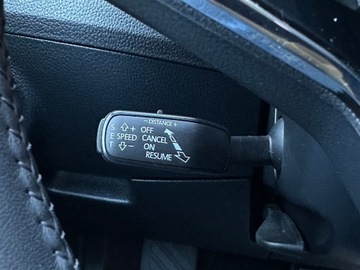 - DISTANCE +
S ⇧+ OFF
E SPEED CANCEL
T ⇩- ON
RESUME